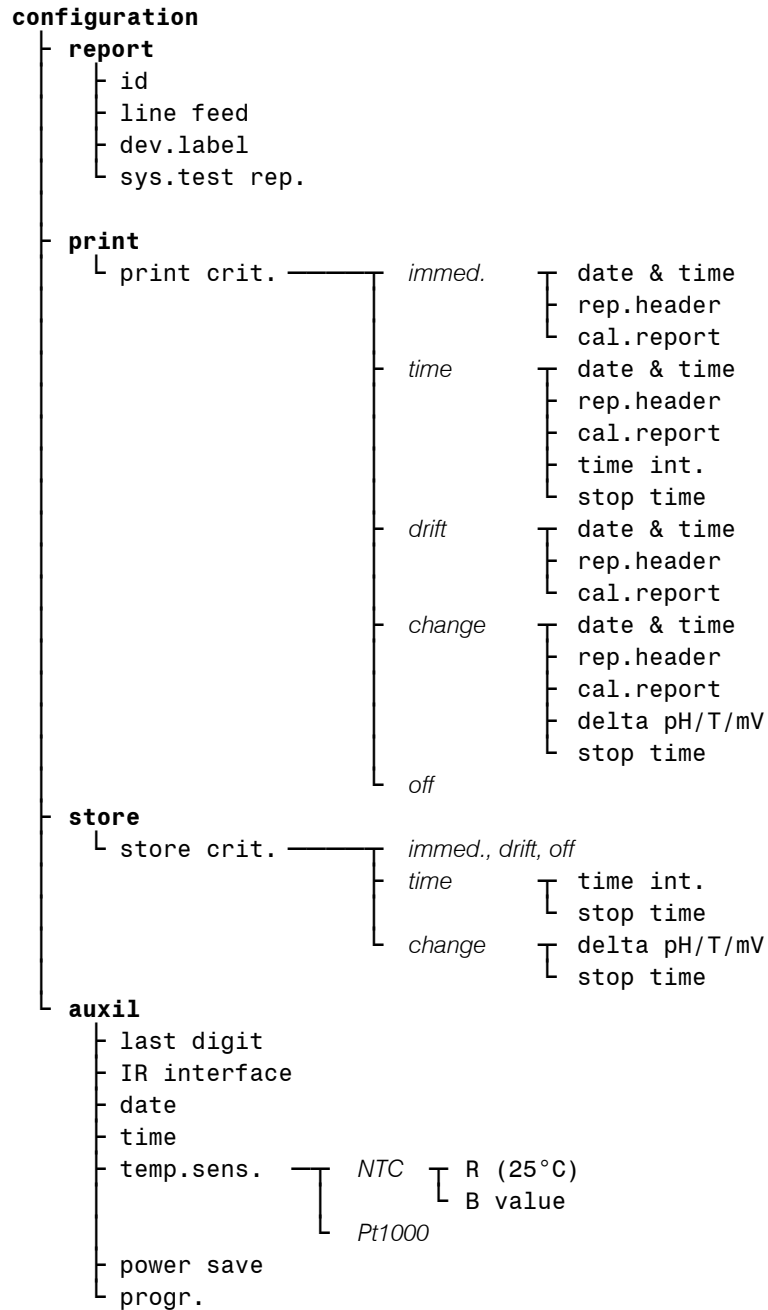 configuration
report
id
line feed
dev.label
sys.test rep.
print
print crit. immed. date & time
rep.header
cal.report
time date & time
rep.header
cal.report
time int.
stop time
drift date & time
rep.header
cal.report
change date & time
rep.header
cal.report
delta pH/T/mV
stop time
off
store
store crit. immed., drift, off
time time int.
stop time
change delta pH/T/mV
stop time
auxil
last digit
IR interface
date
time
temp.sens. NTC R (25°C)
B value
Pt1000
power save
progr.